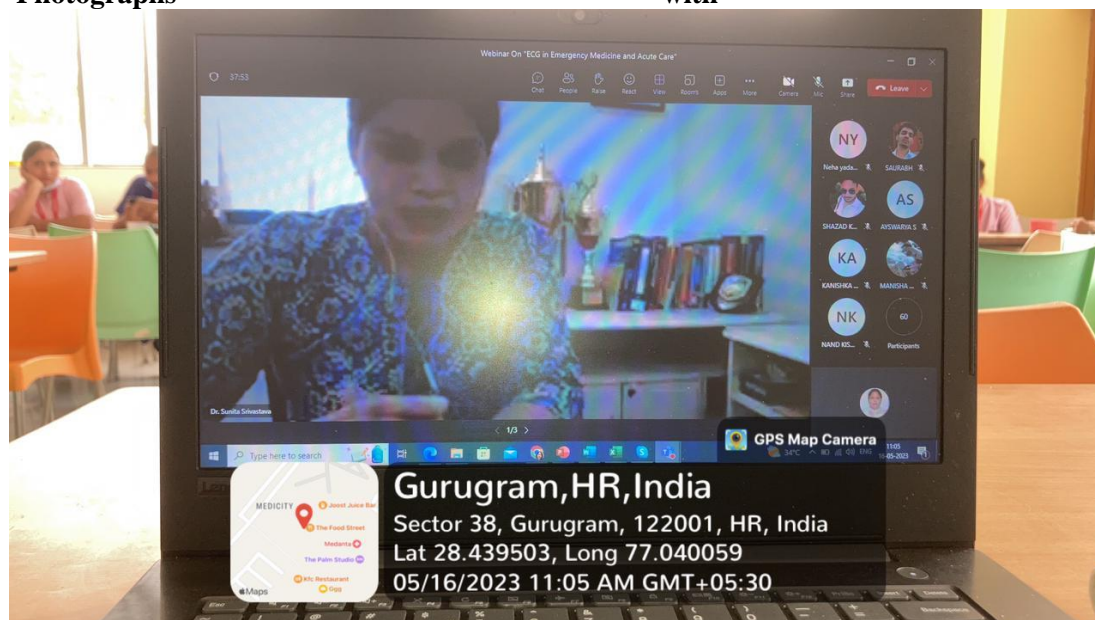 Photographs with
Webinar On "ECG in Emergency Medicine and Acute Care"
37:53
Chat People Raise React View Rooms Apps More Camera Mic Share Leave
NY
Neha yada...
SAURABH
AS
SHAZAD K...
AYSWARYA S
KA
KANISHKA ...
MANISHA ...
NK
60
NAND KIS...
Participants
Dr. Sunita Srivastava
1/3
GPS Map Camera
Type here to search
34°C
ENG
11:05
16-05-2023
Gurugram,HR,India
Sector 38, Gurugram, 122001, HR, India
Lat 28.439503, Long 77.040059
05/16/2023 11:05 AM GMT+05:30
MEDICITY
Joost Juice Bar
The Food Street
Medanta
The Palm Studio
Kfc Restaurant
Ogg
Maps
Esc
Backspace